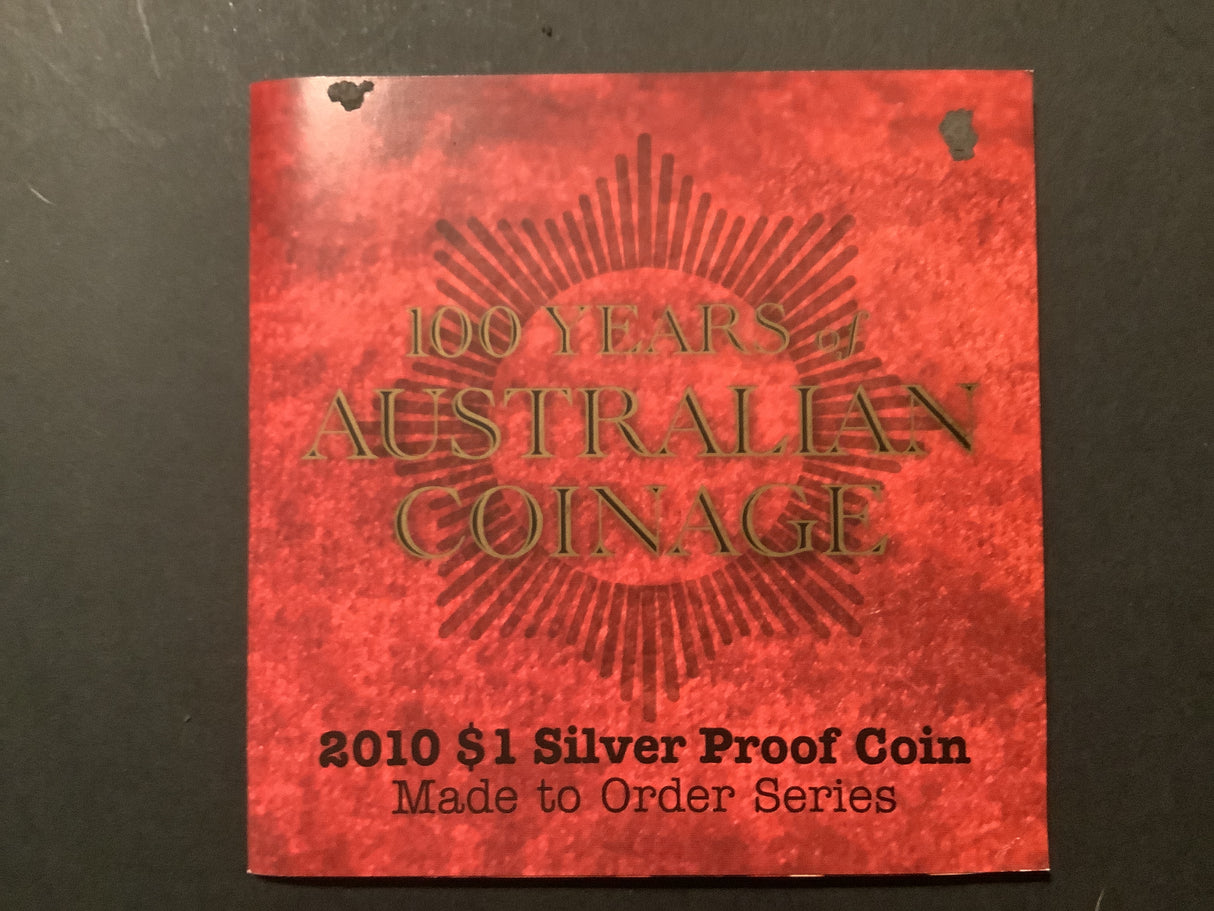 100 YEARS of
AUSTRALIAN
COINAGE
2010 $1 Silver Proof Coin
Made to Order Series